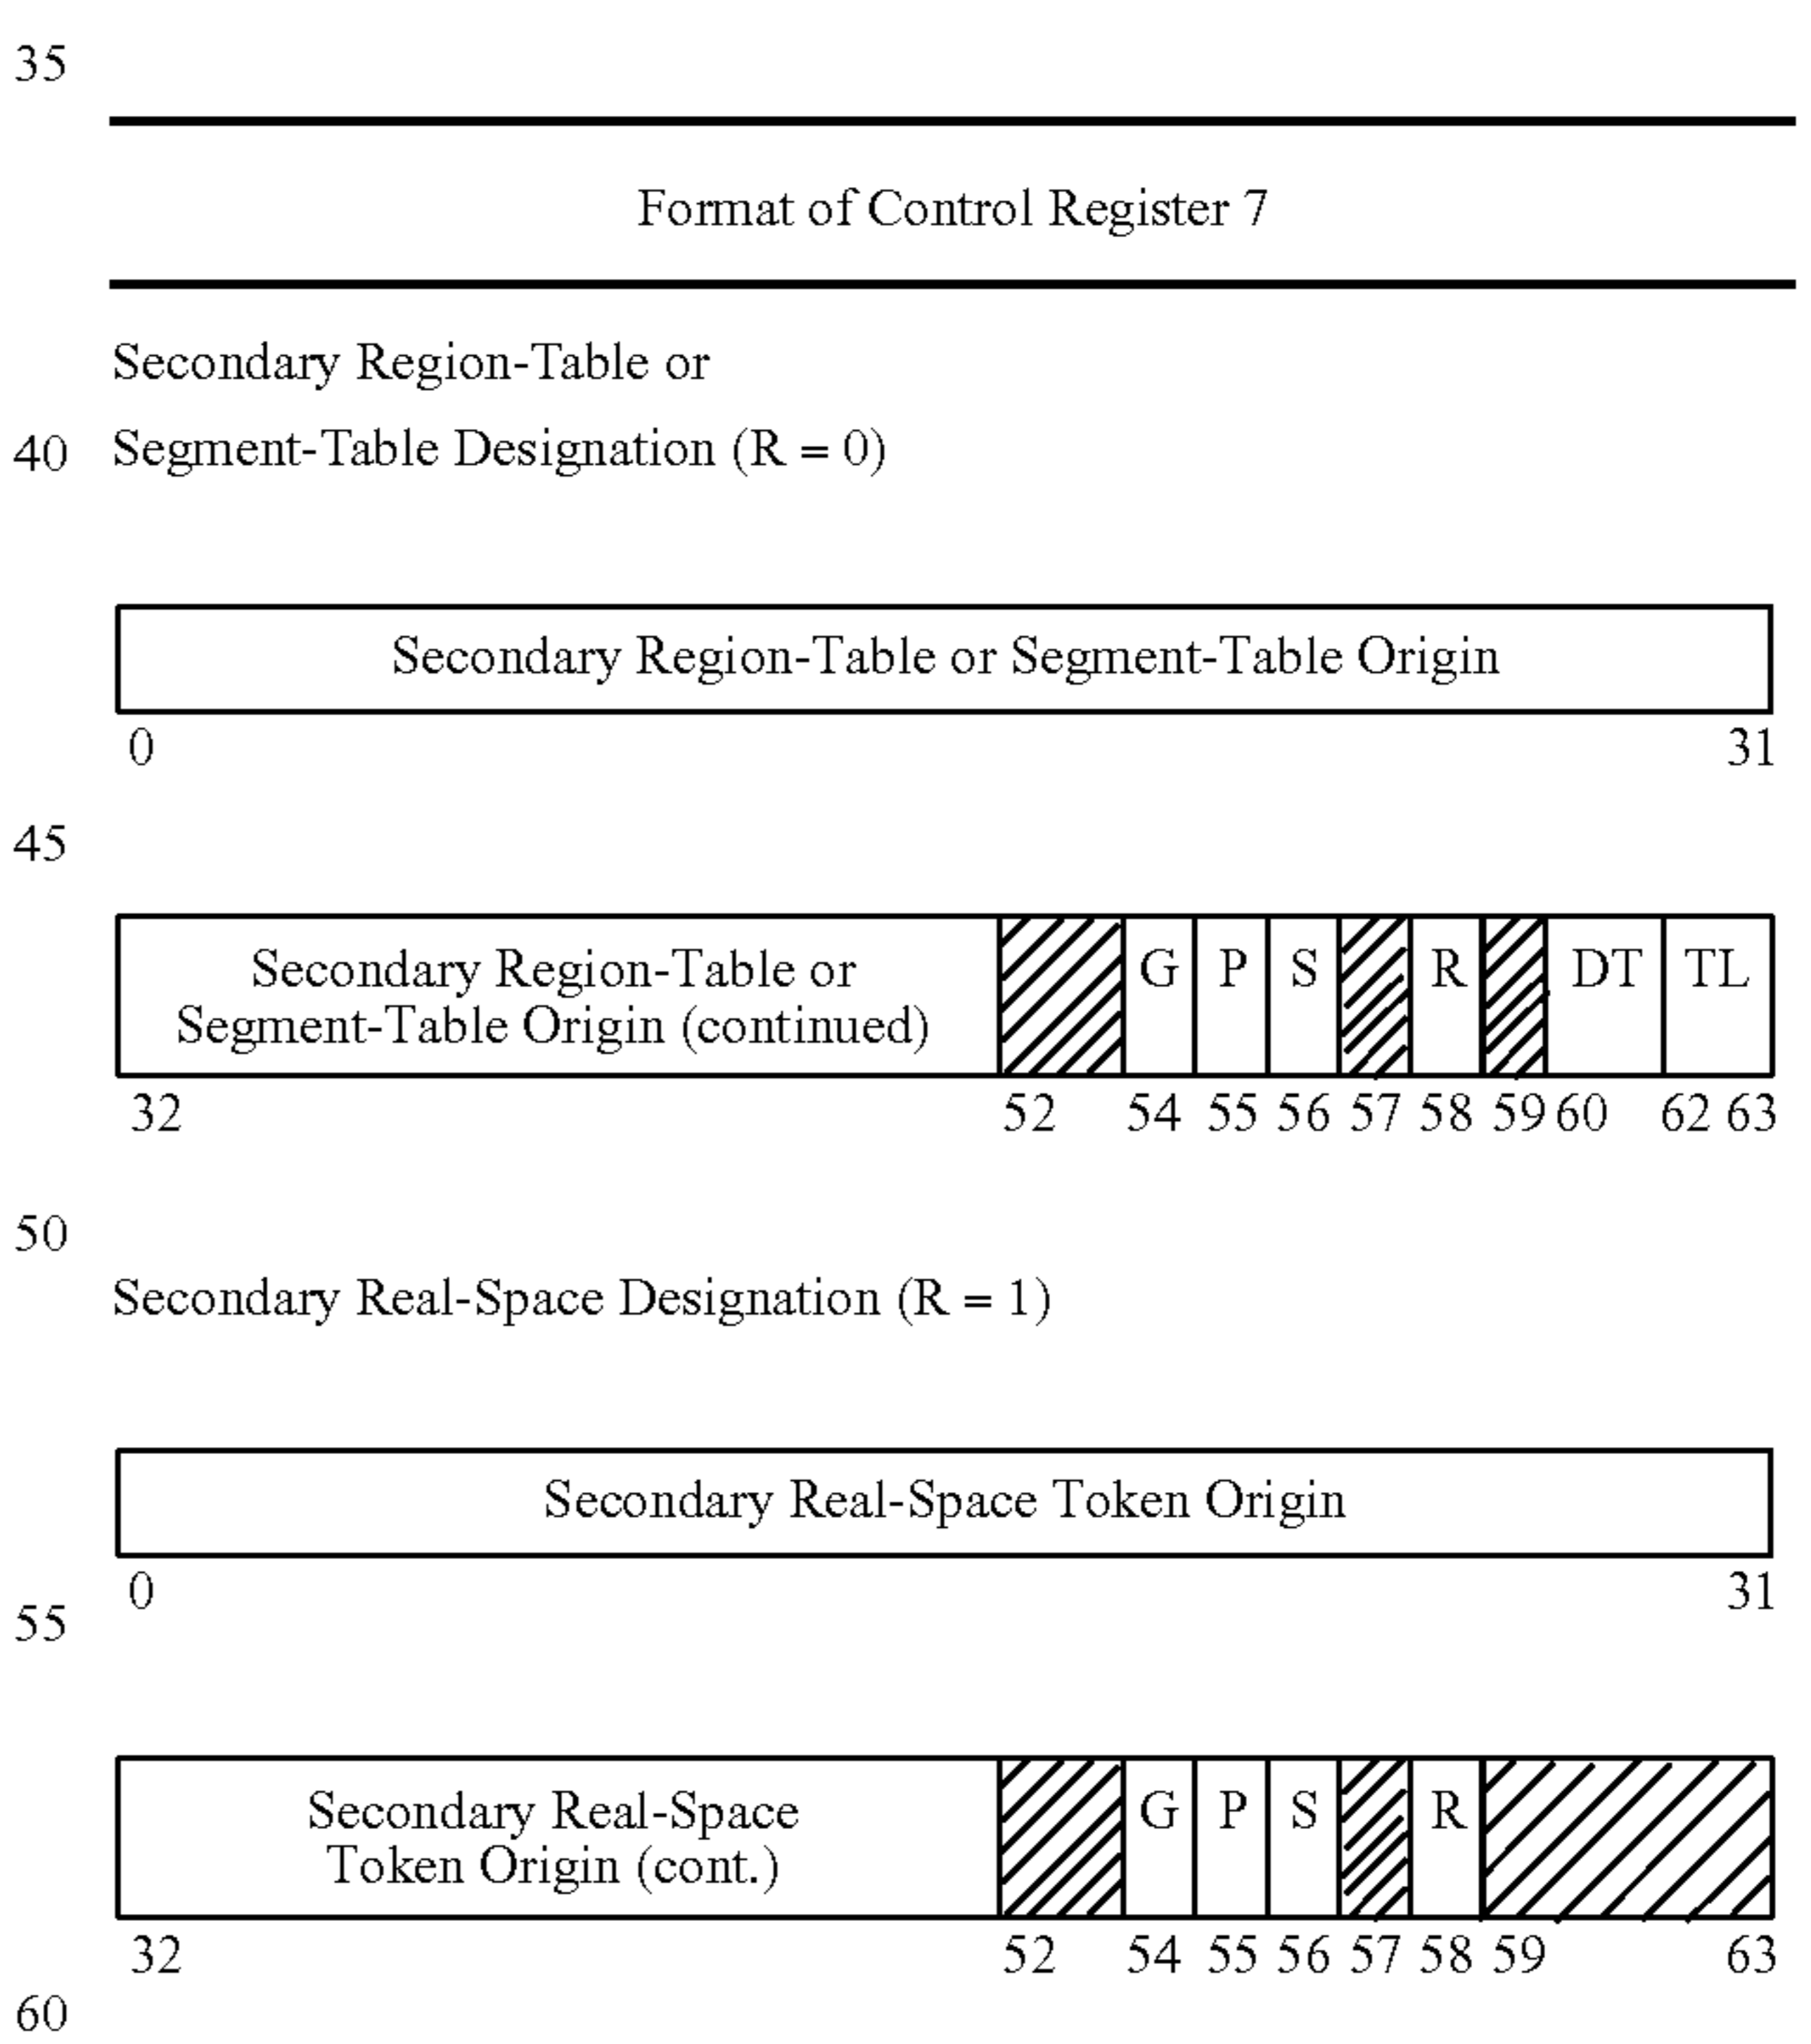 35
Format of Control Register 7
Secondary Region-Table or
40 Segment-Table Designation (R = 0)
Secondary Region-Table or Segment-Table Origin
0 31
45
Secondary Region-Table or
Segment-Table Origin (continued)
G P S R DT TL
32 52 54 55 56 57 58 59 60 62 63
50
Secondary Real-Space Designation (R = 1)
Secondary Real-Space Token Origin
0 31
55
Secondary Real-Space
Token Origin (cont.)
G P S R
32 52 54 55 56 57 58 59 63
60